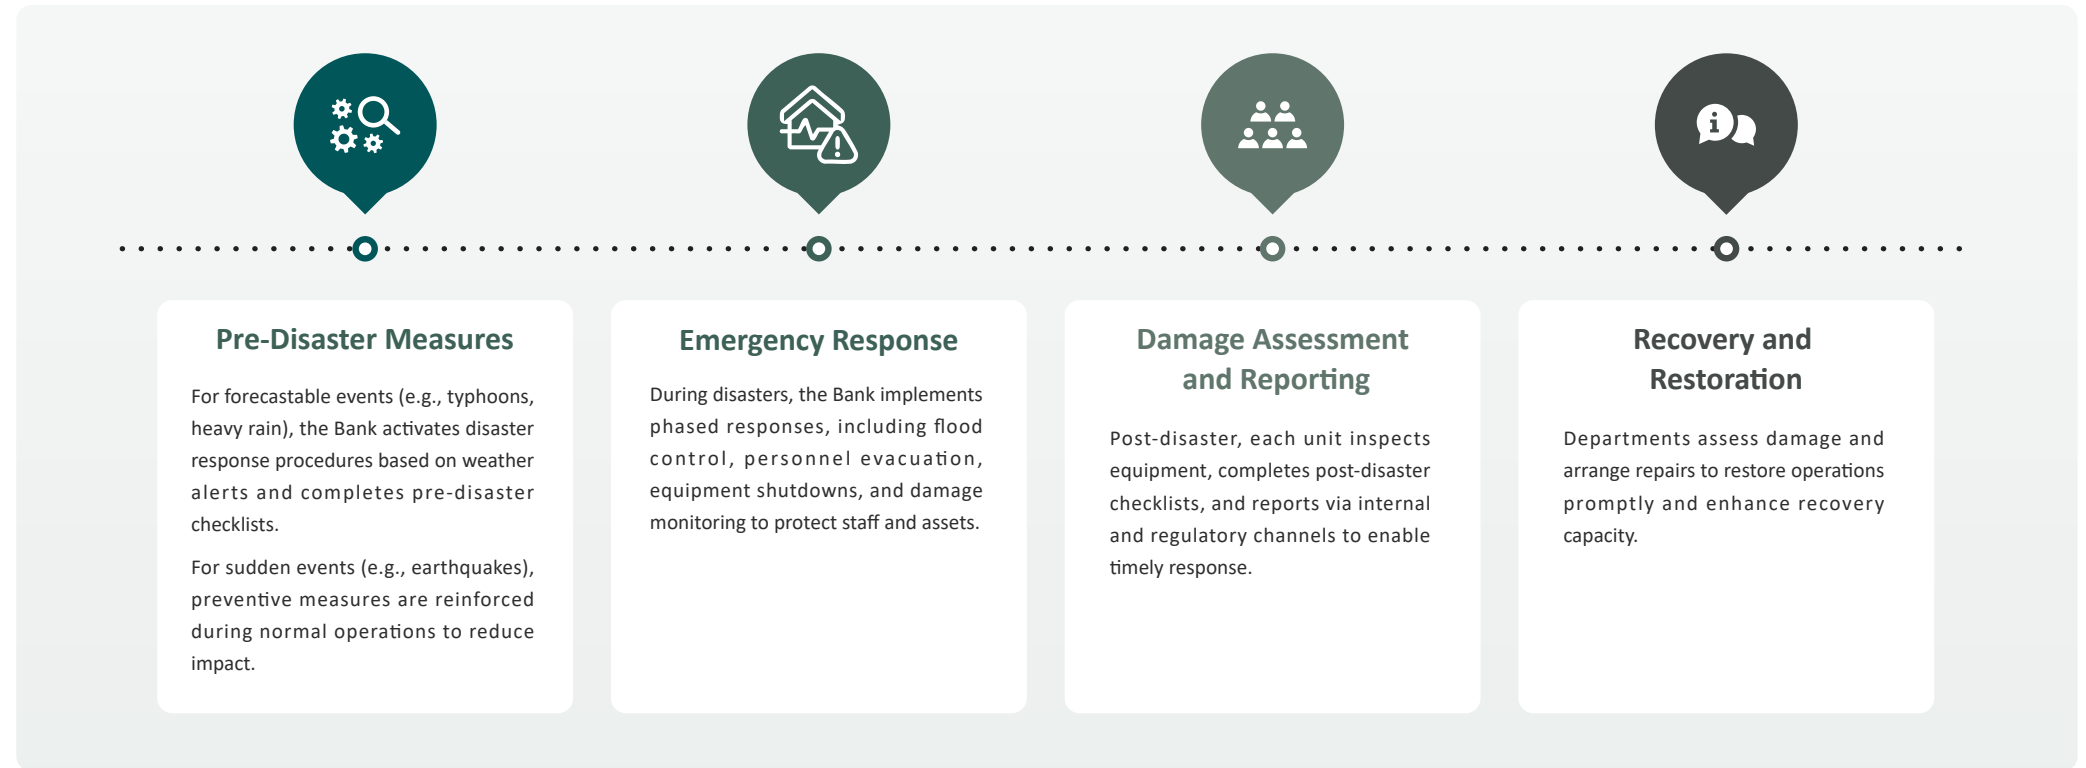 Pre-Disaster Measures
For forecastable events (e.g., typhoons,
heavy rain), the Bank activates disaster
response procedures based on weather
alerts and completes pre-disaster
checklists.
For sudden events (e.g., earthquakes),
preventive measures are reinforced
during normal operations to reduce
impact.
Emergency Response
During disasters, the Bank implements
phased responses, including flood
control, personnel evacuation,
equipment shutdowns, and damage
monitoring to protect staff and assets.
Damage Assessment
and Reporting
Post-disaster, each unit inspects
equipment, completes post-disaster
checklists, and reports via internal
and regulatory channels to enable
timely response.
Recovery and
Restoration
Departments assess damage and
arrange repairs to restore operations
promptly and enhance recovery
capacity.